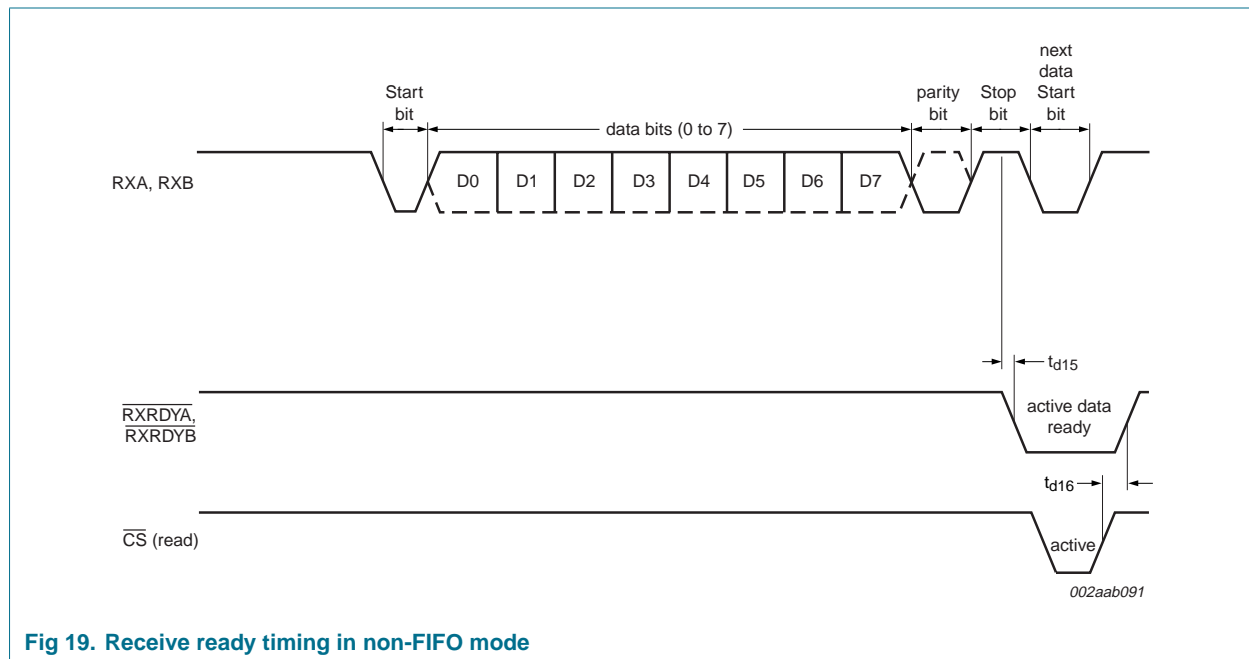 next
data
Start
bit
Start
bit
parity
bit
Stop
bit
data bits (0 to 7)
RXA, RXB
D0 D1 D2 D3 D4 D5 D6 D7
td15
RXRDYA,
RXRDYB
active data
ready
td16
CS (read)
active
002aab091
Fig 19. Receive ready timing in non-FIFO mode